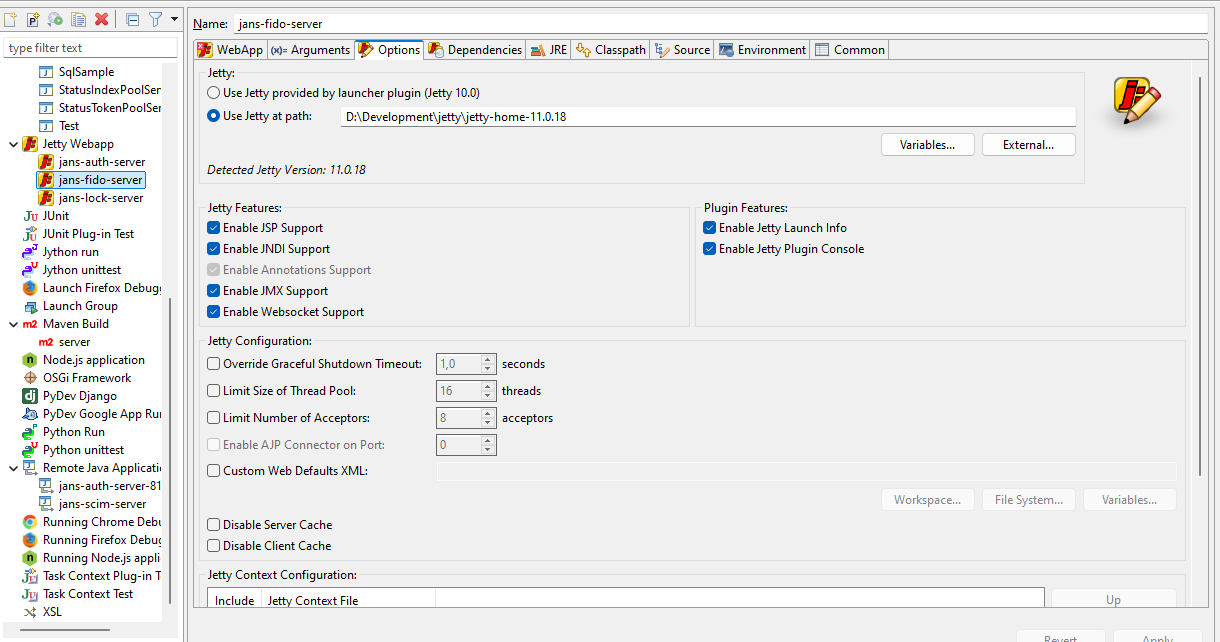 Name: jans-fido-server
type filter text
WebApp (x)= Arguments Options Dependencies JRE Classpath Source Environment Common
SqlSample
StatusIndexPoolSer
StatusTokenPoolSer
Test
Jetty Webapp
jans-auth-server
jans-fido-server
jans-lock-server
JUnit
JUnit Plug-in Test
Jython run
Jython unittest
Launch Firefox Debug
Launch Group
m2 Maven Build
m2 server
Node.js application
OSGi Framework
PyDev Django
PyDev Google App Run
Python Run
Python unittest
Remote Java Applicati
jans-auth-server-81
jans-scim-server
Running Chrome Debu
Running Firefox Debug
Running Node.js appli
Task Context Plug-in T
Task Context Test
XSL
Jetty:
Use Jetty provided by launcher plugin (Jetty 10.0)
Use Jetty at path: D:\Development\jetty\jetty-home-11.0.18
Variables... External...
Detected Jetty Version: 11.0.18
Jetty Features:
Enable JSP Support
Enable JNDI Support
Enable Annotations Support
Enable JMX Support
Enable Websocket Support
Plugin Features:
Enable Jetty Launch Info
Enable Jetty Plugin Console
Jetty Configuration:
Override Graceful Shutdown Timeout: 1,0 seconds
Limit Size of Thread Pool: 16 threads
Limit Number of Acceptors: 8 acceptors
Enable AJP Connector on Port: 0
Custom Web Defaults XML:
Workspace... File System... Variables...
Disable Server Cache
Disable Client Cache
Jetty Context Configuration:
Include Jetty Context File
Up
Revert Apply